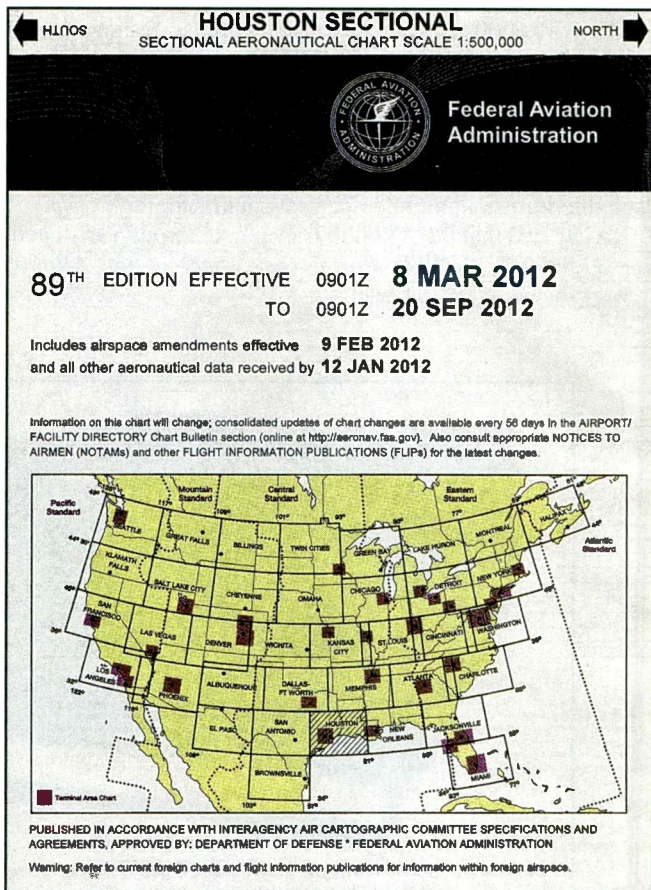 SOUTH
HOUSTON SECTIONAL
SECTIONAL AERONAUTICAL CHART SCALE 1:500,000
NORTH
FEDERAL AVIATION
ADMINISTRATION
Federal Aviation
Administration
89TH EDITION EFFECTIVE 0901Z 8 MAR 2012
TO 0901Z 20 SEP 2012
Includes airspace amendments effective 9 FEB 2012
and all other aeronautical data received by 12 JAN 2012
Information on this chart will change; consolidated updates of chart changes are available every 56 days in the AIRPORT/
FACILITY DIRECTORY Chart Bulletin section (online at http://aeronav.faa.gov). Also consult appropriate NOTICES TO
AIRMEN (NOTAMs) and other FLIGHT INFORMATION PUBLICATIONS (FLIPs) for the latest changes.
Pacific
Standard
Mountain
Standard
Central
Standard
Eastern
Standard
Atlantic
Standard
SEATTLE
GREAT FALLS
BILLINGS
TWIN CITIES
GREEN BAY
LAKE HURON
MONTREAL
HALIFAX
KLAMATH
FALLS
SALT LAKE CITY
CHEYENNE
OMAHA
CHICAGO
DETROIT
NEW YORK
SAN
FRANCISCO
LAS VEGAS
DENVER
WICHITA
KANSAS
CITY
ST LOUIS
CINCINNATI
WASHINGTON
LOS
ANGELES
PHOENIX
ALBUQUERQUE
DALLAS-
FT WORTH
MEMPHIS
ATLANTA
CHARLOTTE
EL PASO
SAN
ANTONIO
HOUSTON
NEW
ORLEANS
JACKSONVILLE
BROWNSVILLE
MIAMI
Terminal Area Chart
PUBLISHED IN ACCORDANCE WITH INTERAGENCY AIR CARTOGRAPHIC COMMITTEE SPECIFICATIONS AND
AGREEMENTS, APPROVED BY: DEPARTMENT OF DEFENSE * FEDERAL AVIATION ADMINISTRATION
Warning: Refer to current foreign charts and flight information publications for information within foreign airspace.